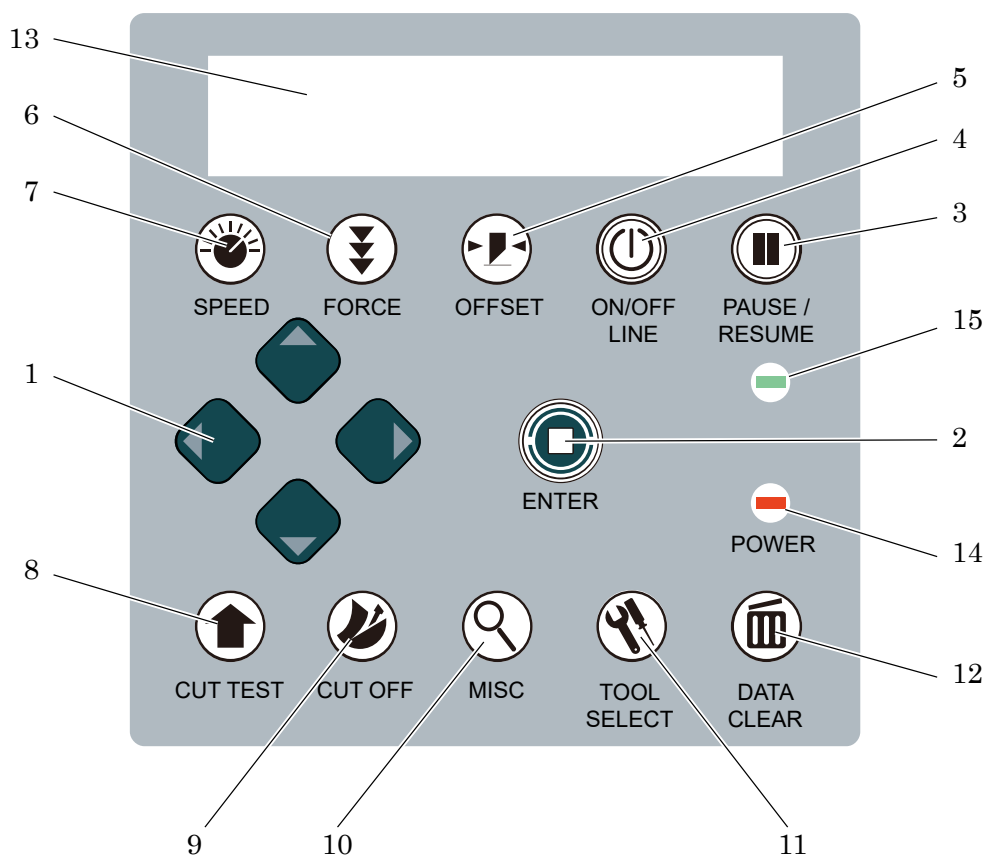 13
5
6
4
7
3
SPEED
FORCE
OFFSET
ON/OFF
LINE
PAUSE /
RESUME
15
1
2
ENTER
POWER
14
8
12
CUT TEST
CUT OFF
MISC
TOOL
SELECT
DATA
CLEAR
9
10
11